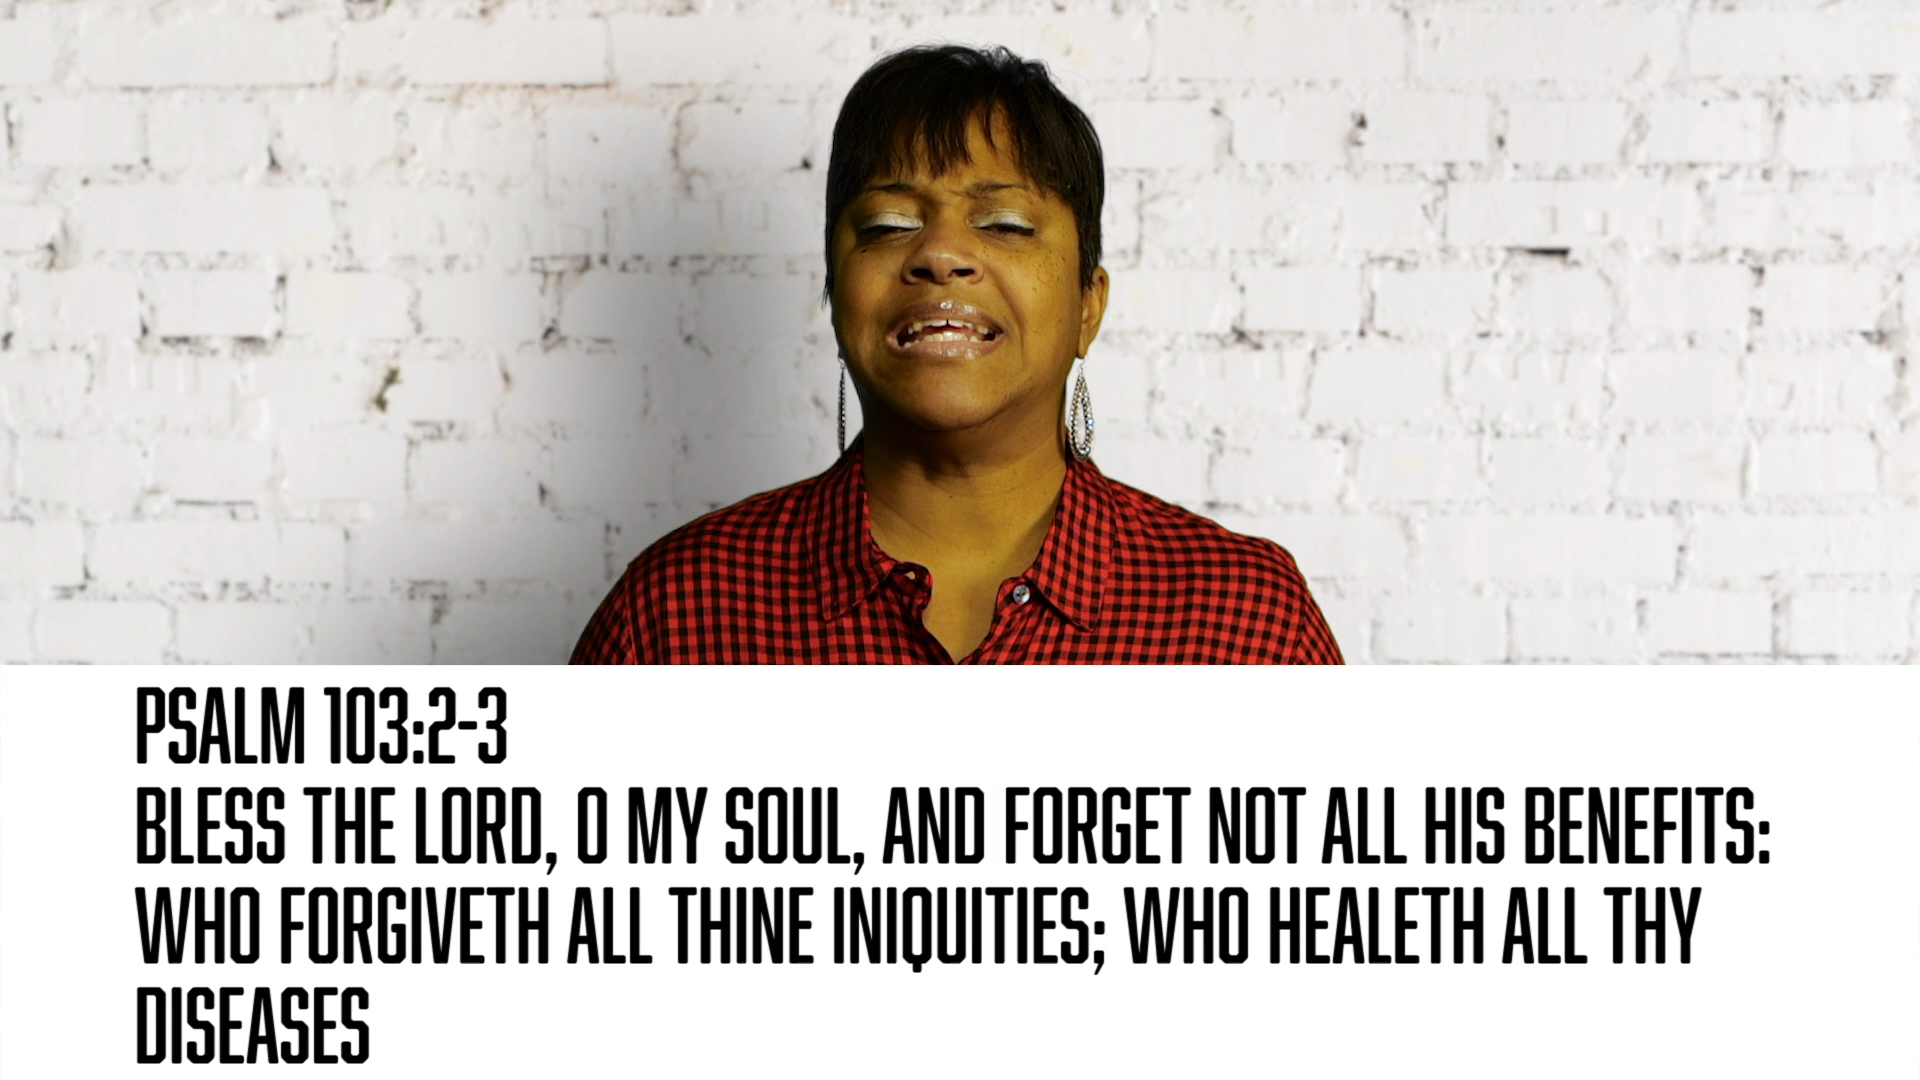 PSALM 103:2-3
BLESS THE LORD, O MY SOUL, AND FORGET NOT ALL HIS BENEFITS:
WHO FORGIVETH ALL THINE INIQUITIES; WHO HEALETH ALL THY
DISEASES